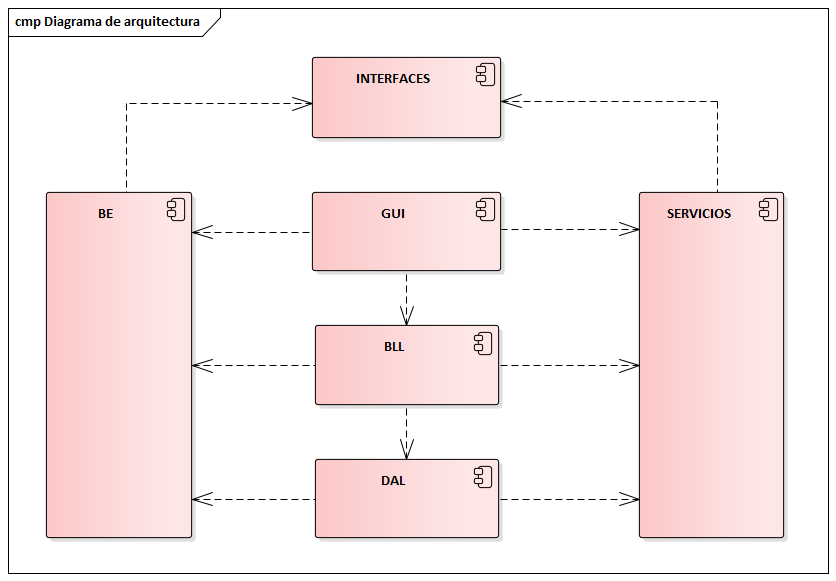 cmp Diagrama de arquitectura
INTERFACES
BE
GUI
SERVICIOS
BLL
DAL